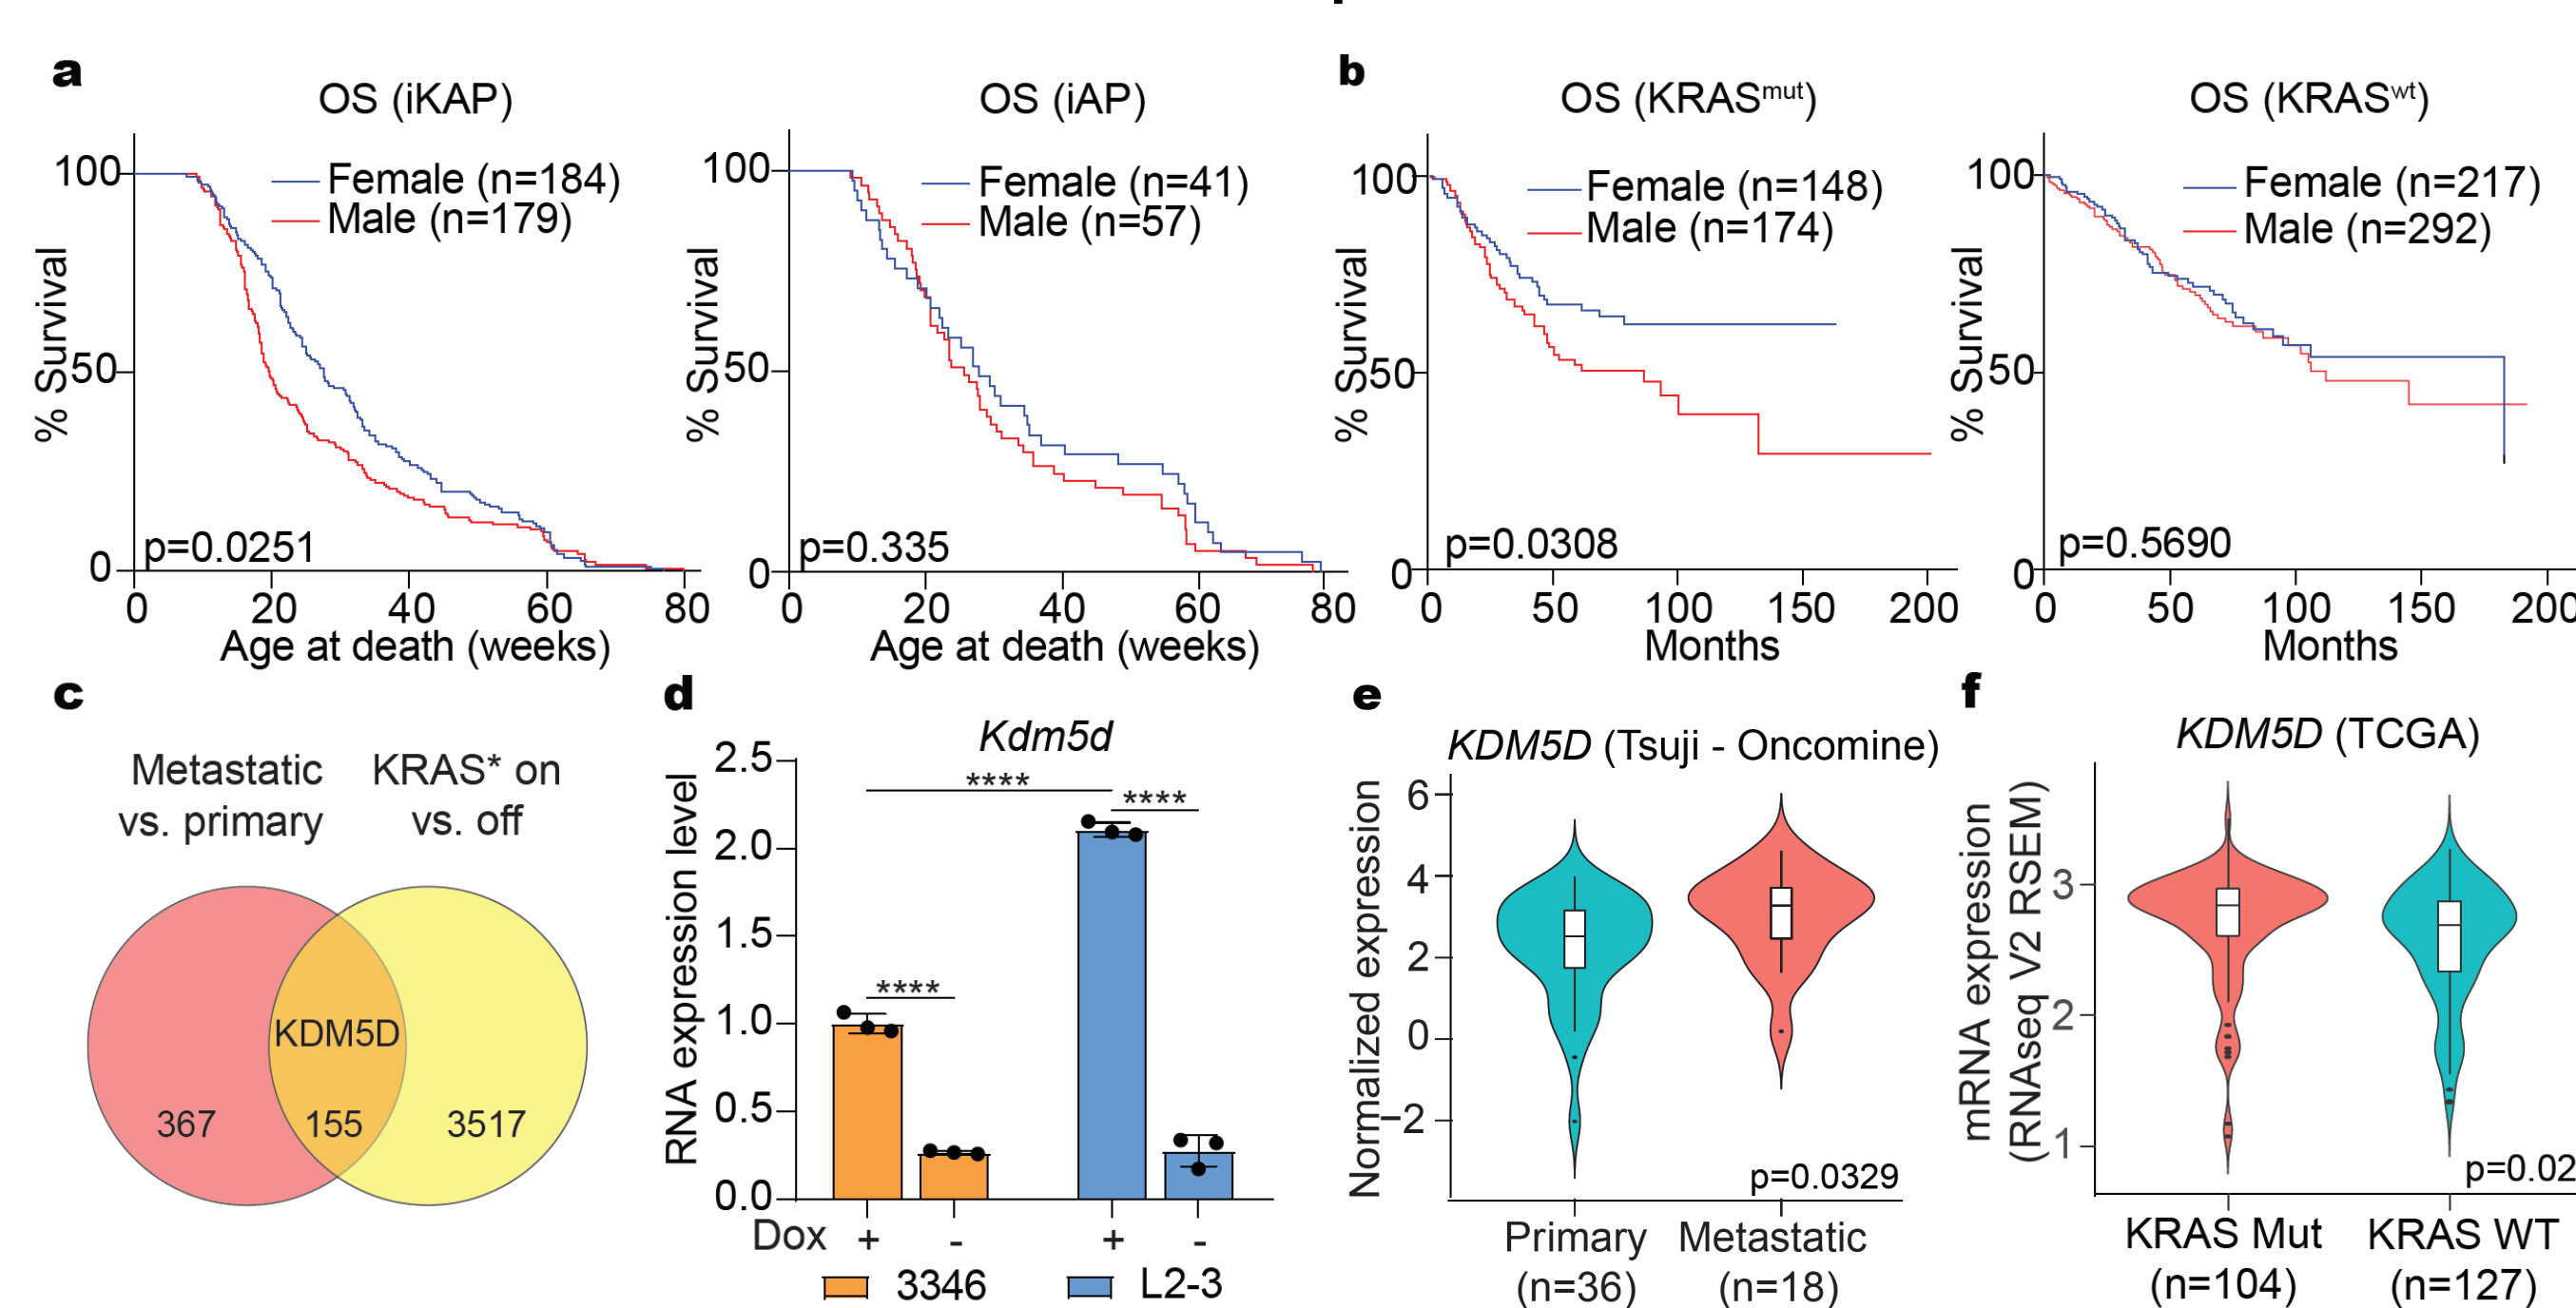 a
OS (iKAP)
% Survival
100
50
0
Female (n=184)
Male (n=179)
p=0.0251
0 20 40 60 80
Age at death (weeks)
OS (iAP)
% Survival
100
50
0
Female (n=41)
Male (n=57)
p=0.335
0 20 40 60 80
Age at death (weeks)
b
OS (KRASmut)
% Survival
100
50
0
Female (n=148)
Male (n=174)
p=0.0308
0 50 100 150 200
Months
OS (KRASwt)
% Survival
100
50
0
Female (n=217)
Male (n=292)
p=0.5690
0 50 100 150 200
Months
c
Metastatic
vs. primary
KRAS* on
vs. off
KDM5D
367 155 3517
d
Kdm5d
RNA expression level
2.5
2.0
1.5
1.0
0.5
0.0
****
****
****
Dox + - + -
3346 L2-3
e
KDM5D (Tsuji - Oncomine)
Normalized expression
6
4
2
0
−2
p=0.0329
Primary
(n=36)
Metastatic
(n=18)
f
KDM5D (TCGA)
mRNA expression
(RNAseq V2 RSEM)
3
2
1
p=0.02
KRAS Mut
(n=104)
KRAS WT
(n=127)